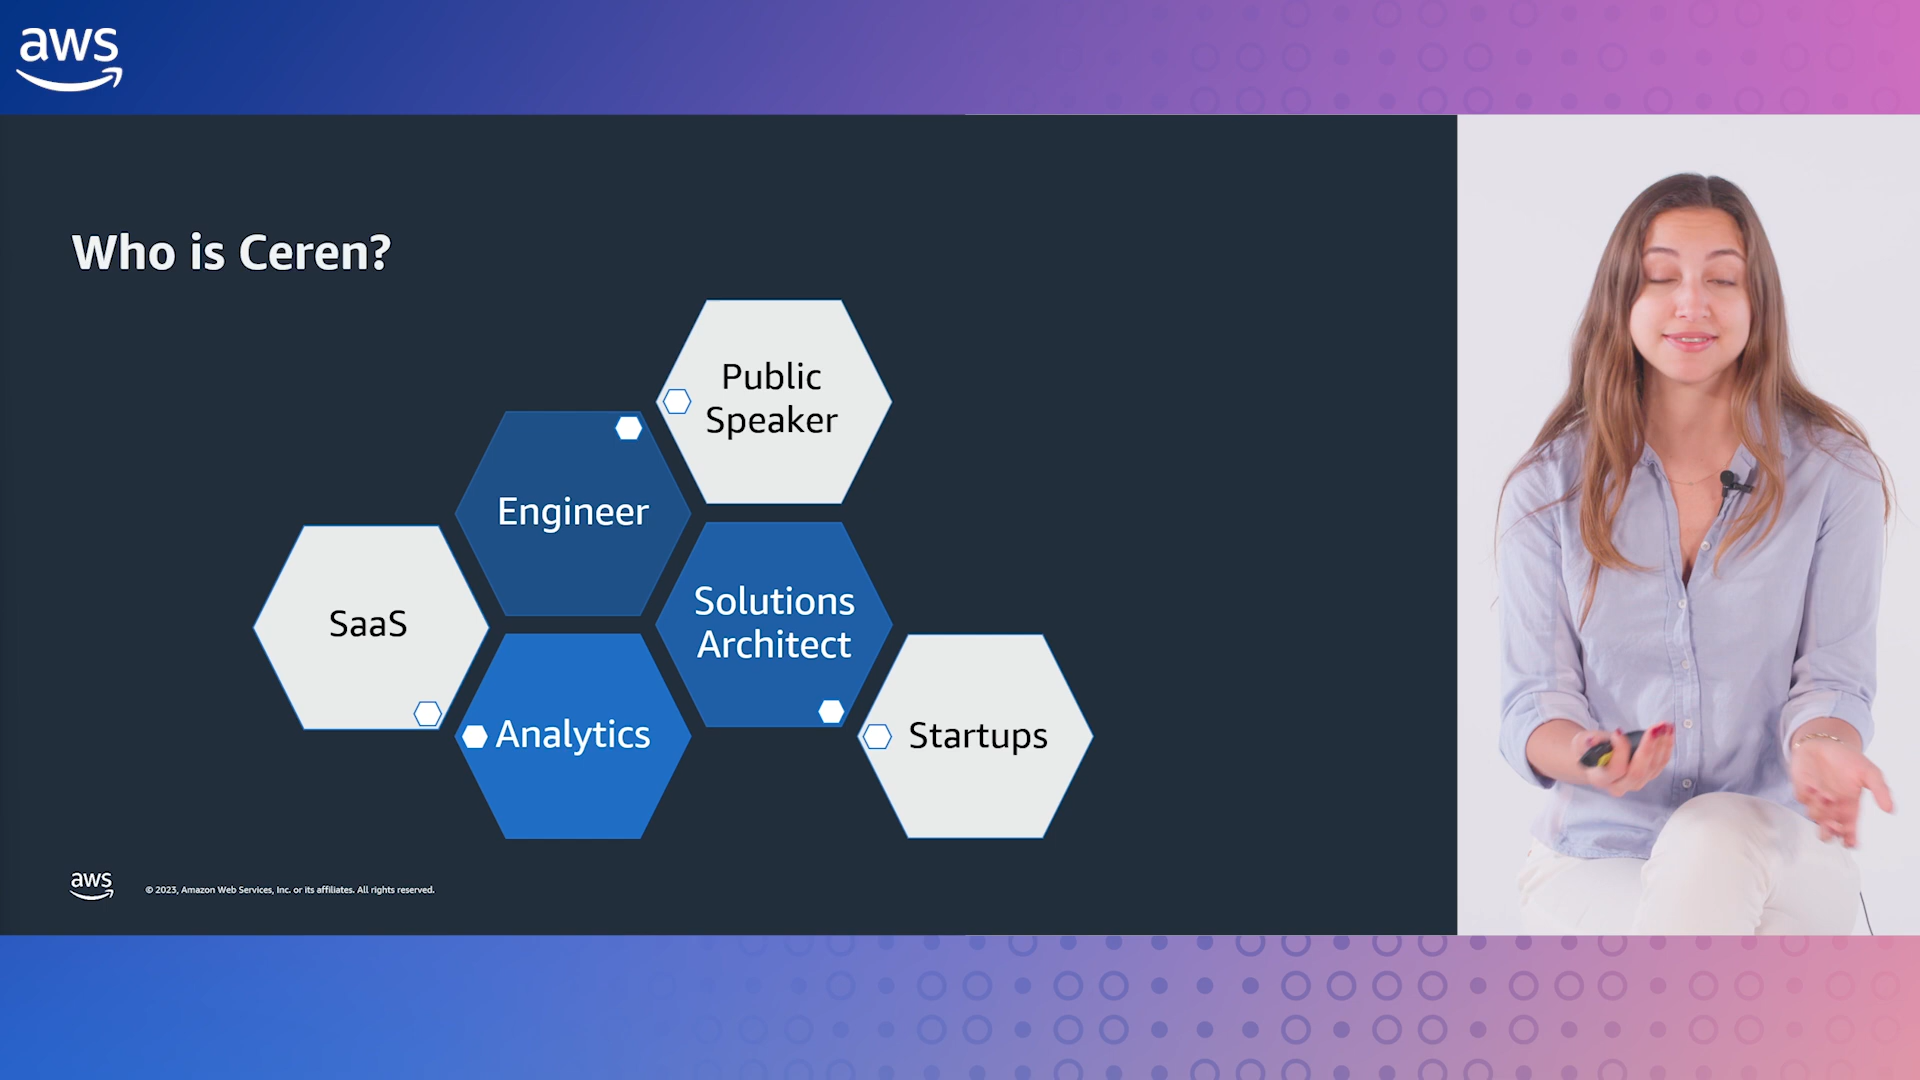 aws
Who is Ceren?
Public
Speaker
Engineer
Solutions
Architect
SaaS
Analytics
Startups
aws
© 2023, Amazon Web Services, Inc. or its affiliates. All rights reserved.